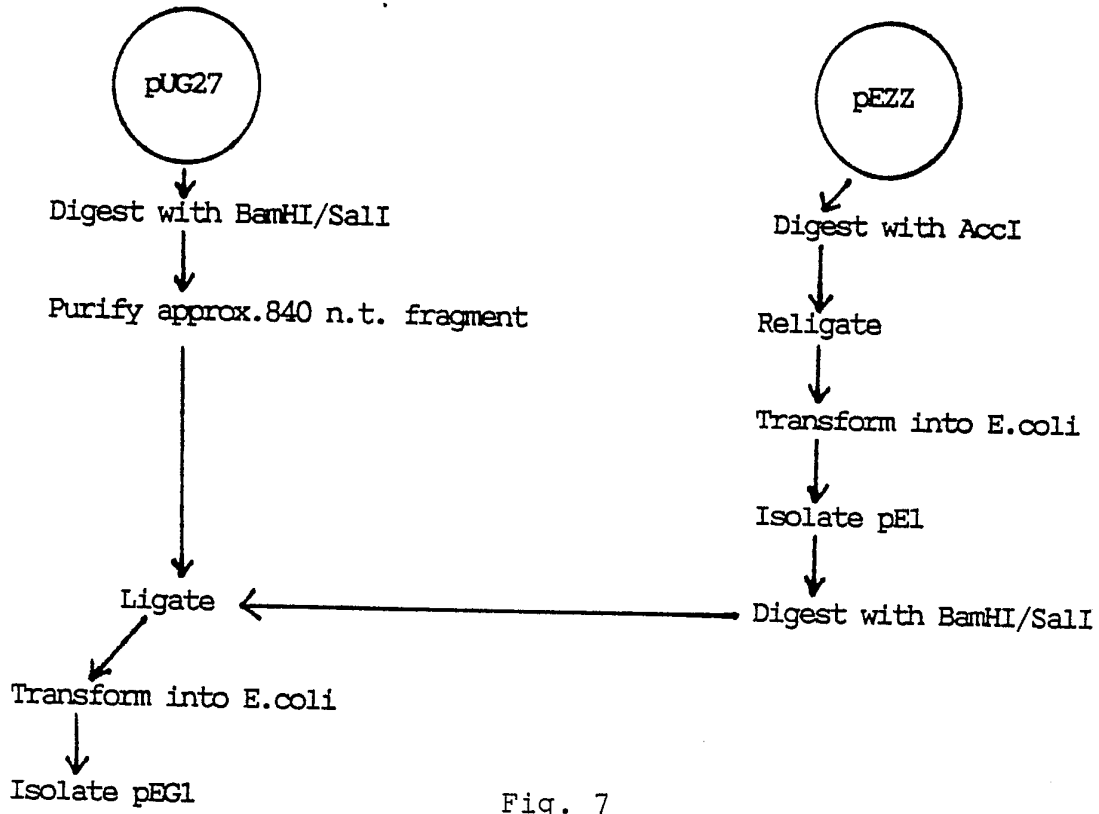 pUG27
Digest with BamHI/SalI
Purify approx.840 n.t. fragment
pEZZ
Digest with AccI
Religate
Transform into E.coli
Isolate pE1
Digest with BamHI/SalI
Ligate
Transform into E.coli
Isolate pEG1
Fig. 7